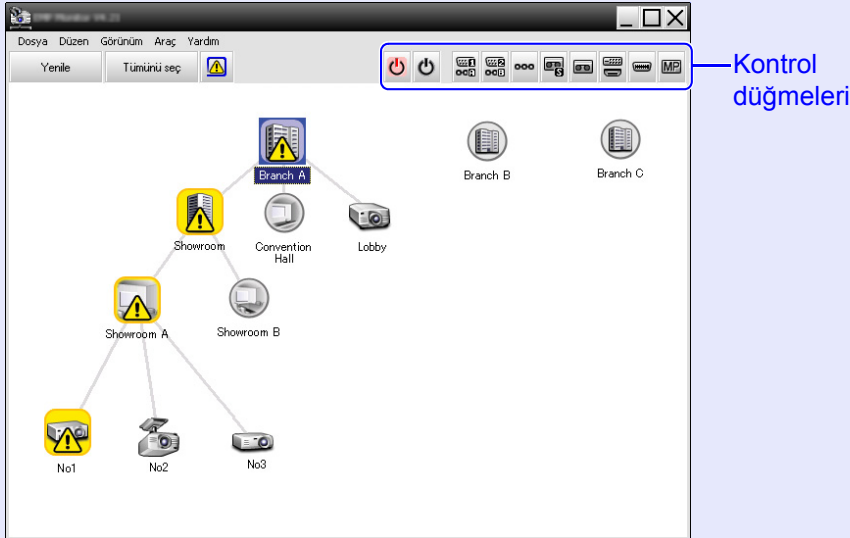 Dosya Düzen Görünüm Araç Yardım
Yenile Tümünü seç
MP
Kontrol
düğmeleri
Branch A
Branch B
Branch C
Showroom
Convention
Hall
Lobby
Showroom A
Showroom B
No1
No2
No3